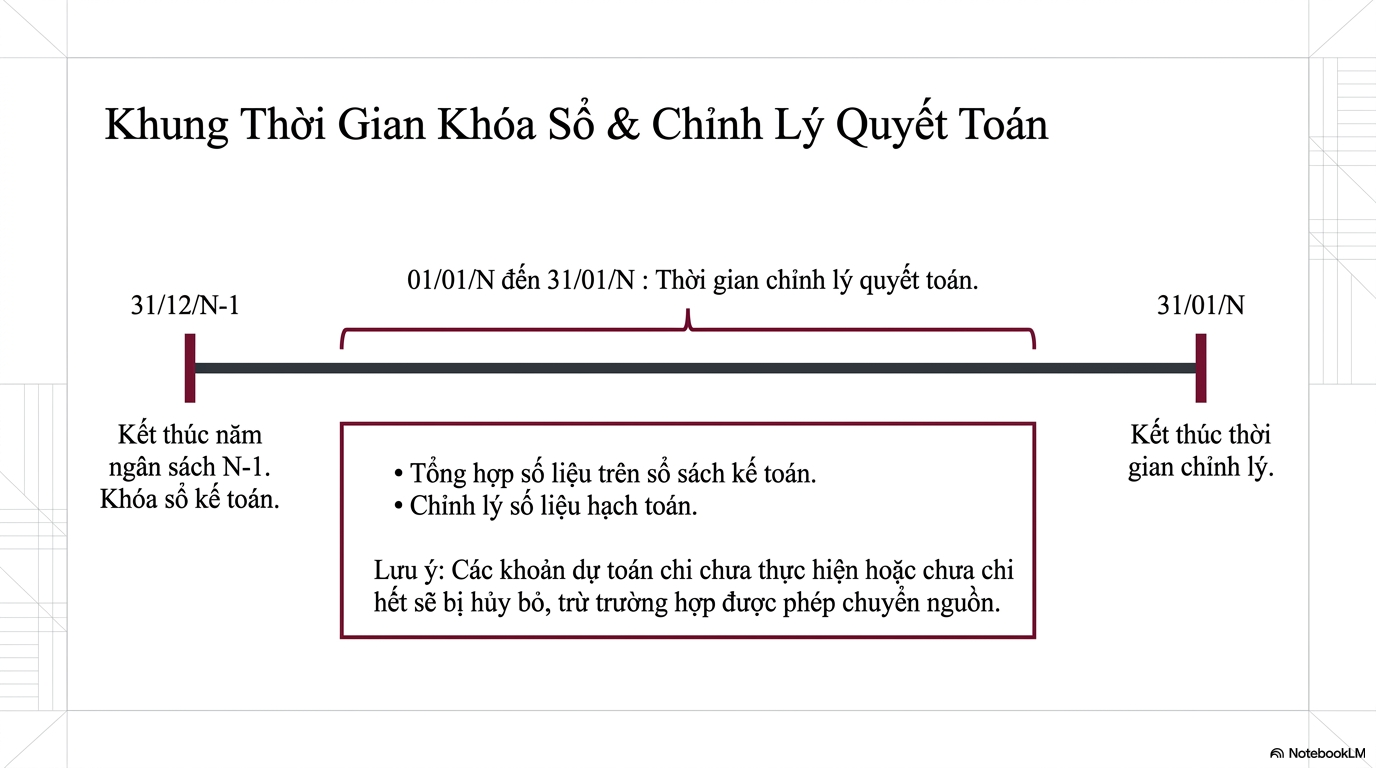 Khung Thời Gian Khóa Sổ & Chỉnh Lý Quyết Toán
01/01/N đến 31/01/N : Thời gian chỉnh lý quyết toán.
31/12/N-1
31/01/N
Kết thúc năm
ngân sách N-1.
Khóa sổ kế toán.
• Tổng hợp số liệu trên sổ sách kế toán.
• Chỉnh lý số liệu hạch toán.
Lưu ý: Các khoản dự toán chi chưa thực hiện hoặc chưa chi
hết sẽ bị hủy bỏ, trừ trường hợp được phép chuyển nguồn.
Kết thúc thời
gian chỉnh lý.
NotebookLM